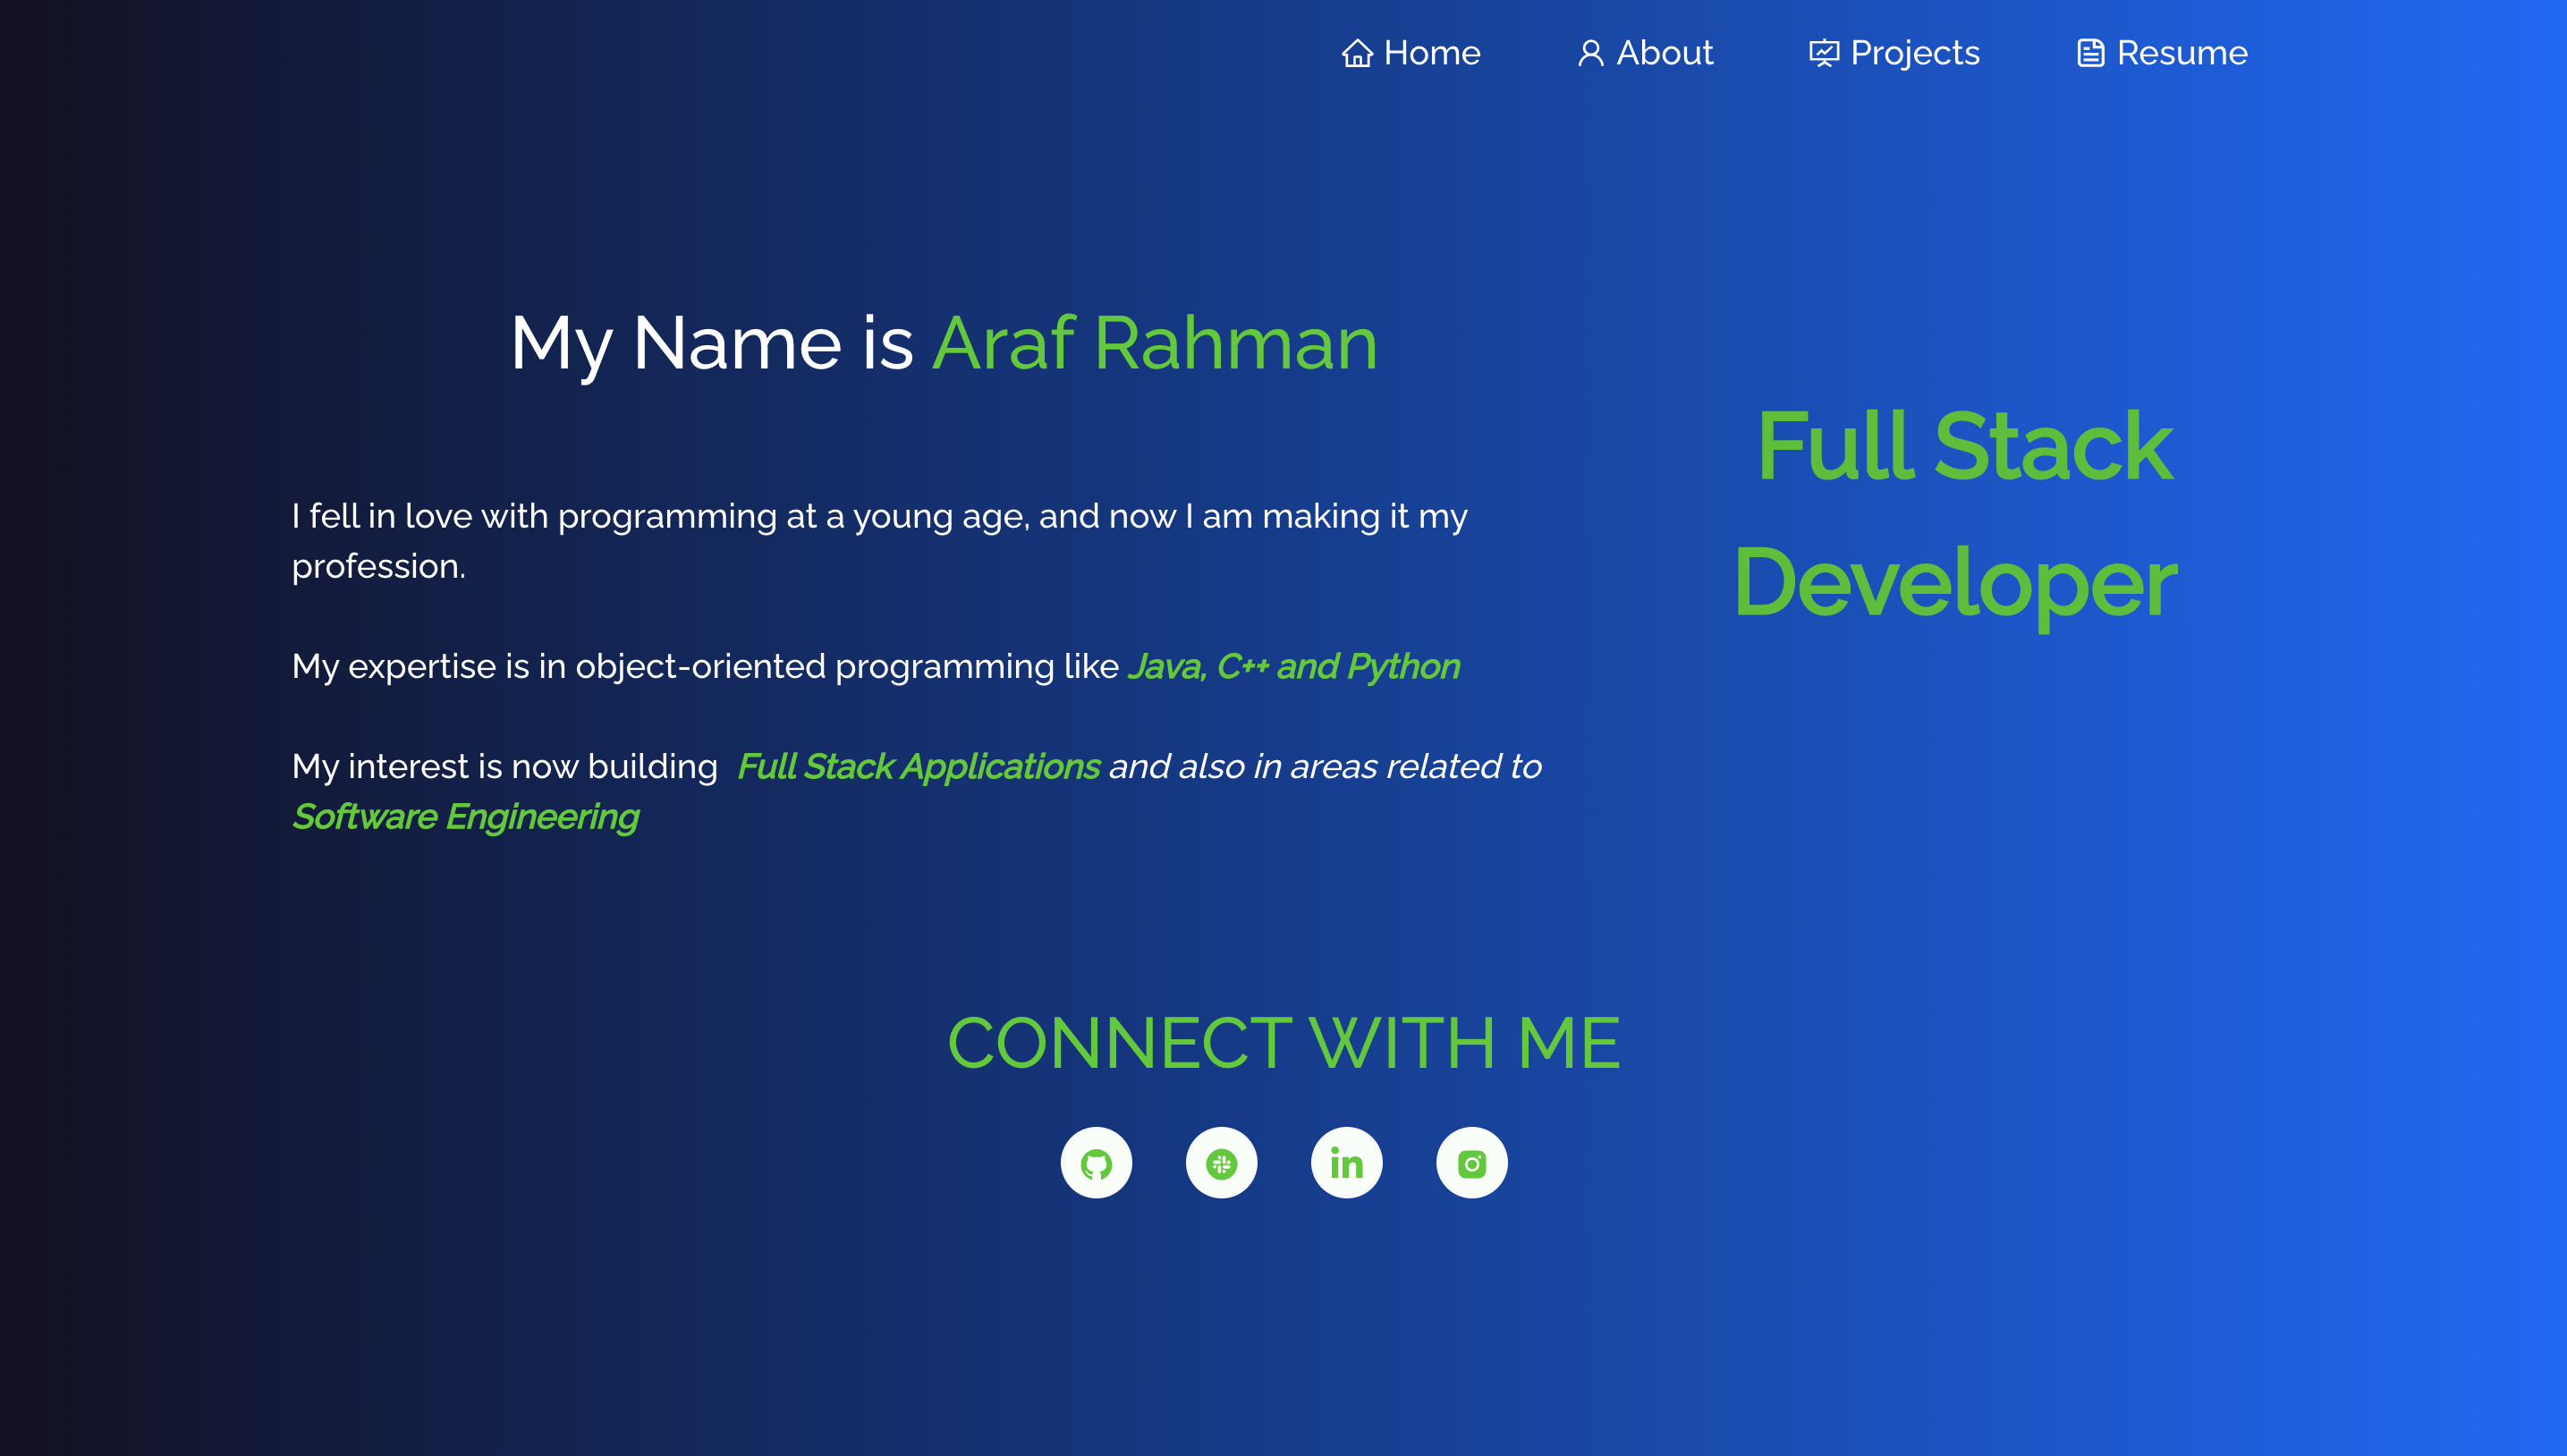 Home About Projects Resume
My Name is Araf Rahman
I fell in love with programming at a young age, and now I am making it my
profession.
My expertise is in object-oriented programming like Java, C++ and Python
My interest is now building Full Stack Applications and also in areas related to
Software Engineering
Full Stack
Developer
CONNECT WITH ME
in